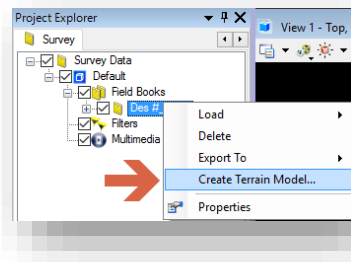 Project Explorer
View 1 - Top,
Survey
Survey Data
Default
Field Books
Des #_
Filters
Multimedia
Load
Delete
Export To
Create Terrain Model...
Properties